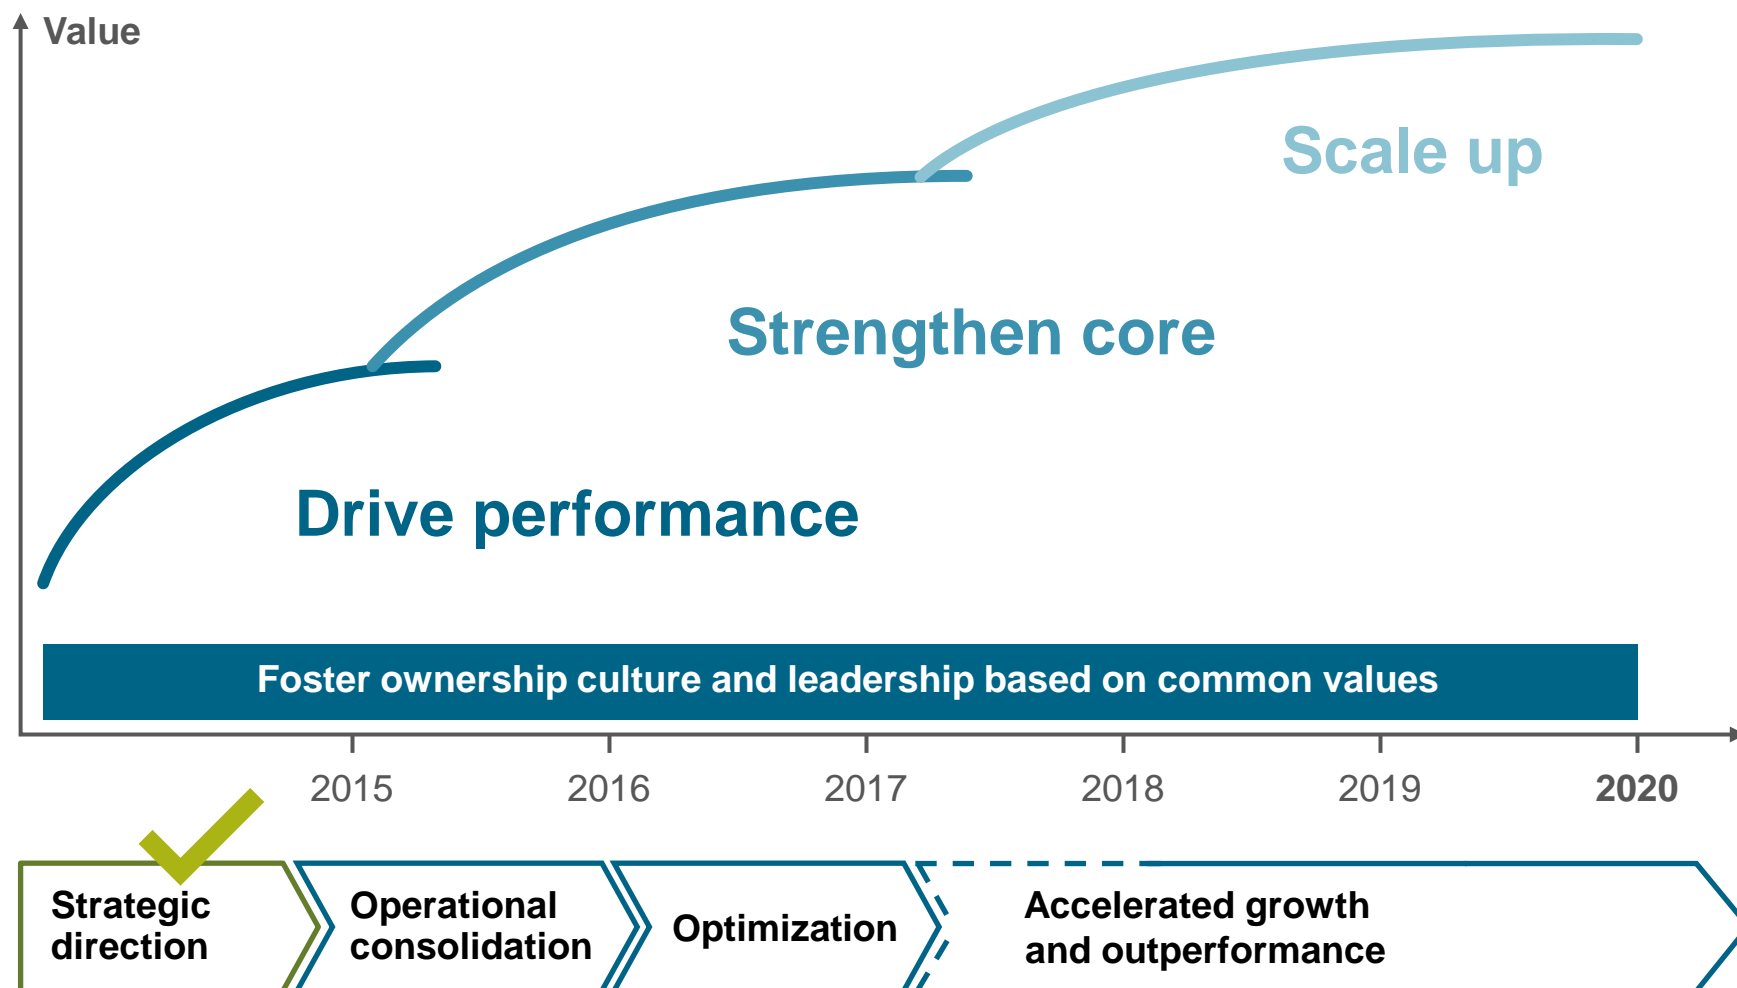 Value
Scale up
Strengthen core
Drive performance
Foster ownership culture and leadership based on common values
2015 2016 2017 2018 2019 2020
Strategic
direction
Operational
consolidation
Optimization
Accelerated growth
and outperformance